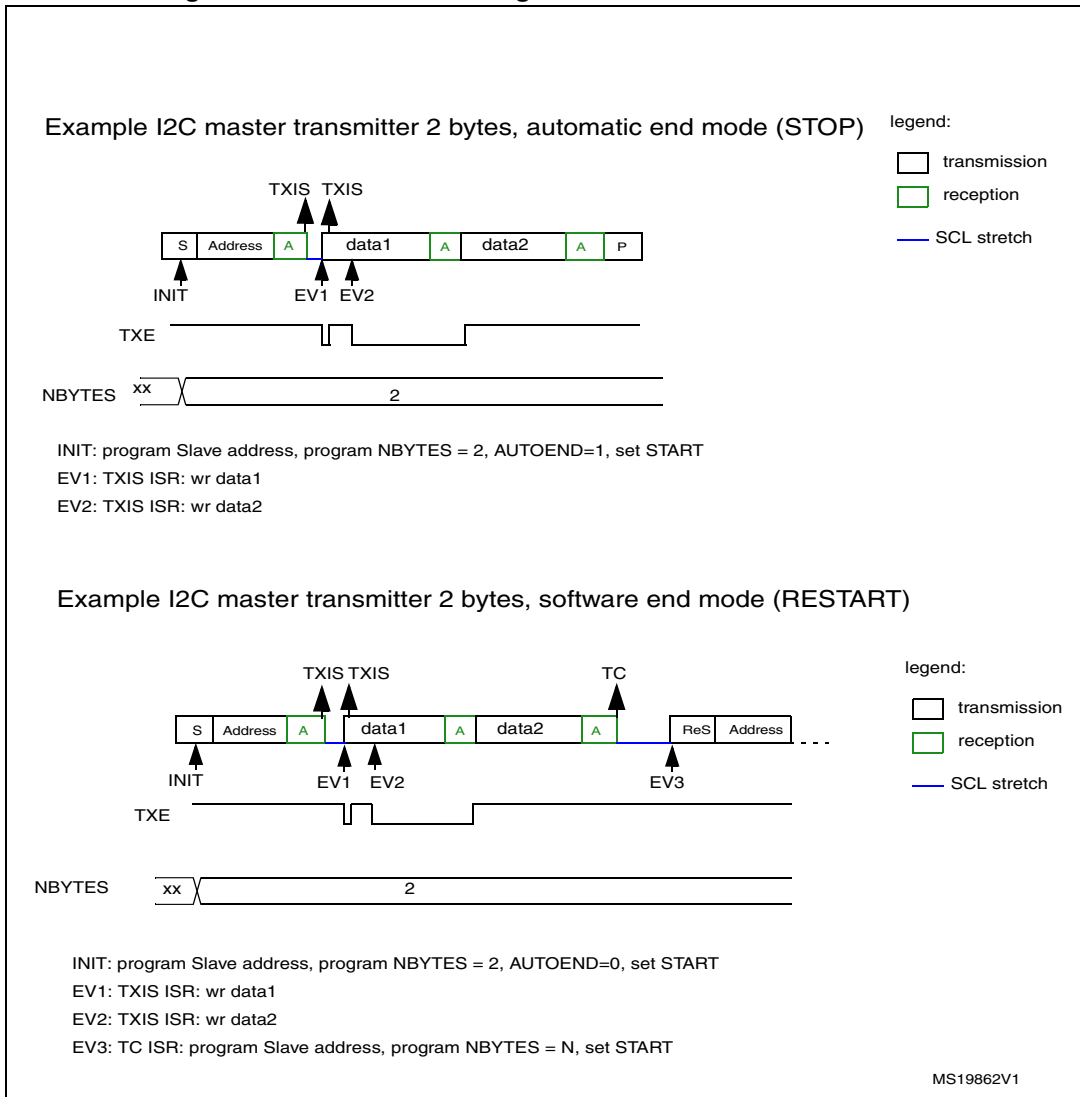 Example I2C master transmitter 2 bytes, automatic end mode (STOP)
legend:
transmission
reception
SCL stretch
TXIS TXIS
S Address A data1 A data2 A P
INIT EV1 EV2
TXE
NBYTES xx 2
INIT: program Slave address, program NBYTES = 2, AUTOEND=1, set START
EV1: TXIS ISR: wr data1
EV2: TXIS ISR: wr data2
Example I2C master transmitter 2 bytes, software end mode (RESTART)
legend:
transmission
reception
SCL stretch
TXIS TXIS TC
S Address A data1 A data2 A ReS Address
INIT EV1 EV2 EV3
TXE
NBYTES xx 2
INIT: program Slave address, program NBYTES = 2, AUTOEND=0, set START
EV1: TXIS ISR: wr data1
EV2: TXIS ISR: wr data2
EV3: TC ISR: program Slave address, program NBYTES = N, set START
MS19862V1